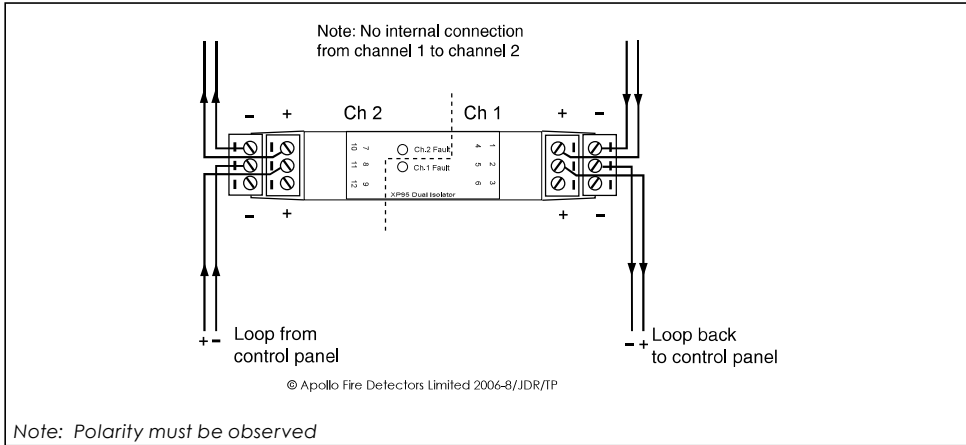 Note: No internal connection
from channel 1 to channel 2
- + Ch 2 Ch 1 + -
10 7 Ch.2 Fault 4 1
11 8 Ch.1 Fault 5 2
12 9 XP95 Dual Isolator 6 3
- + + -
+ - Loop from
control panel
- + Loop back
to control panel
© Apollo Fire Detectors Limited 2006-8/JDR/TP
Note: Polarity must be observed